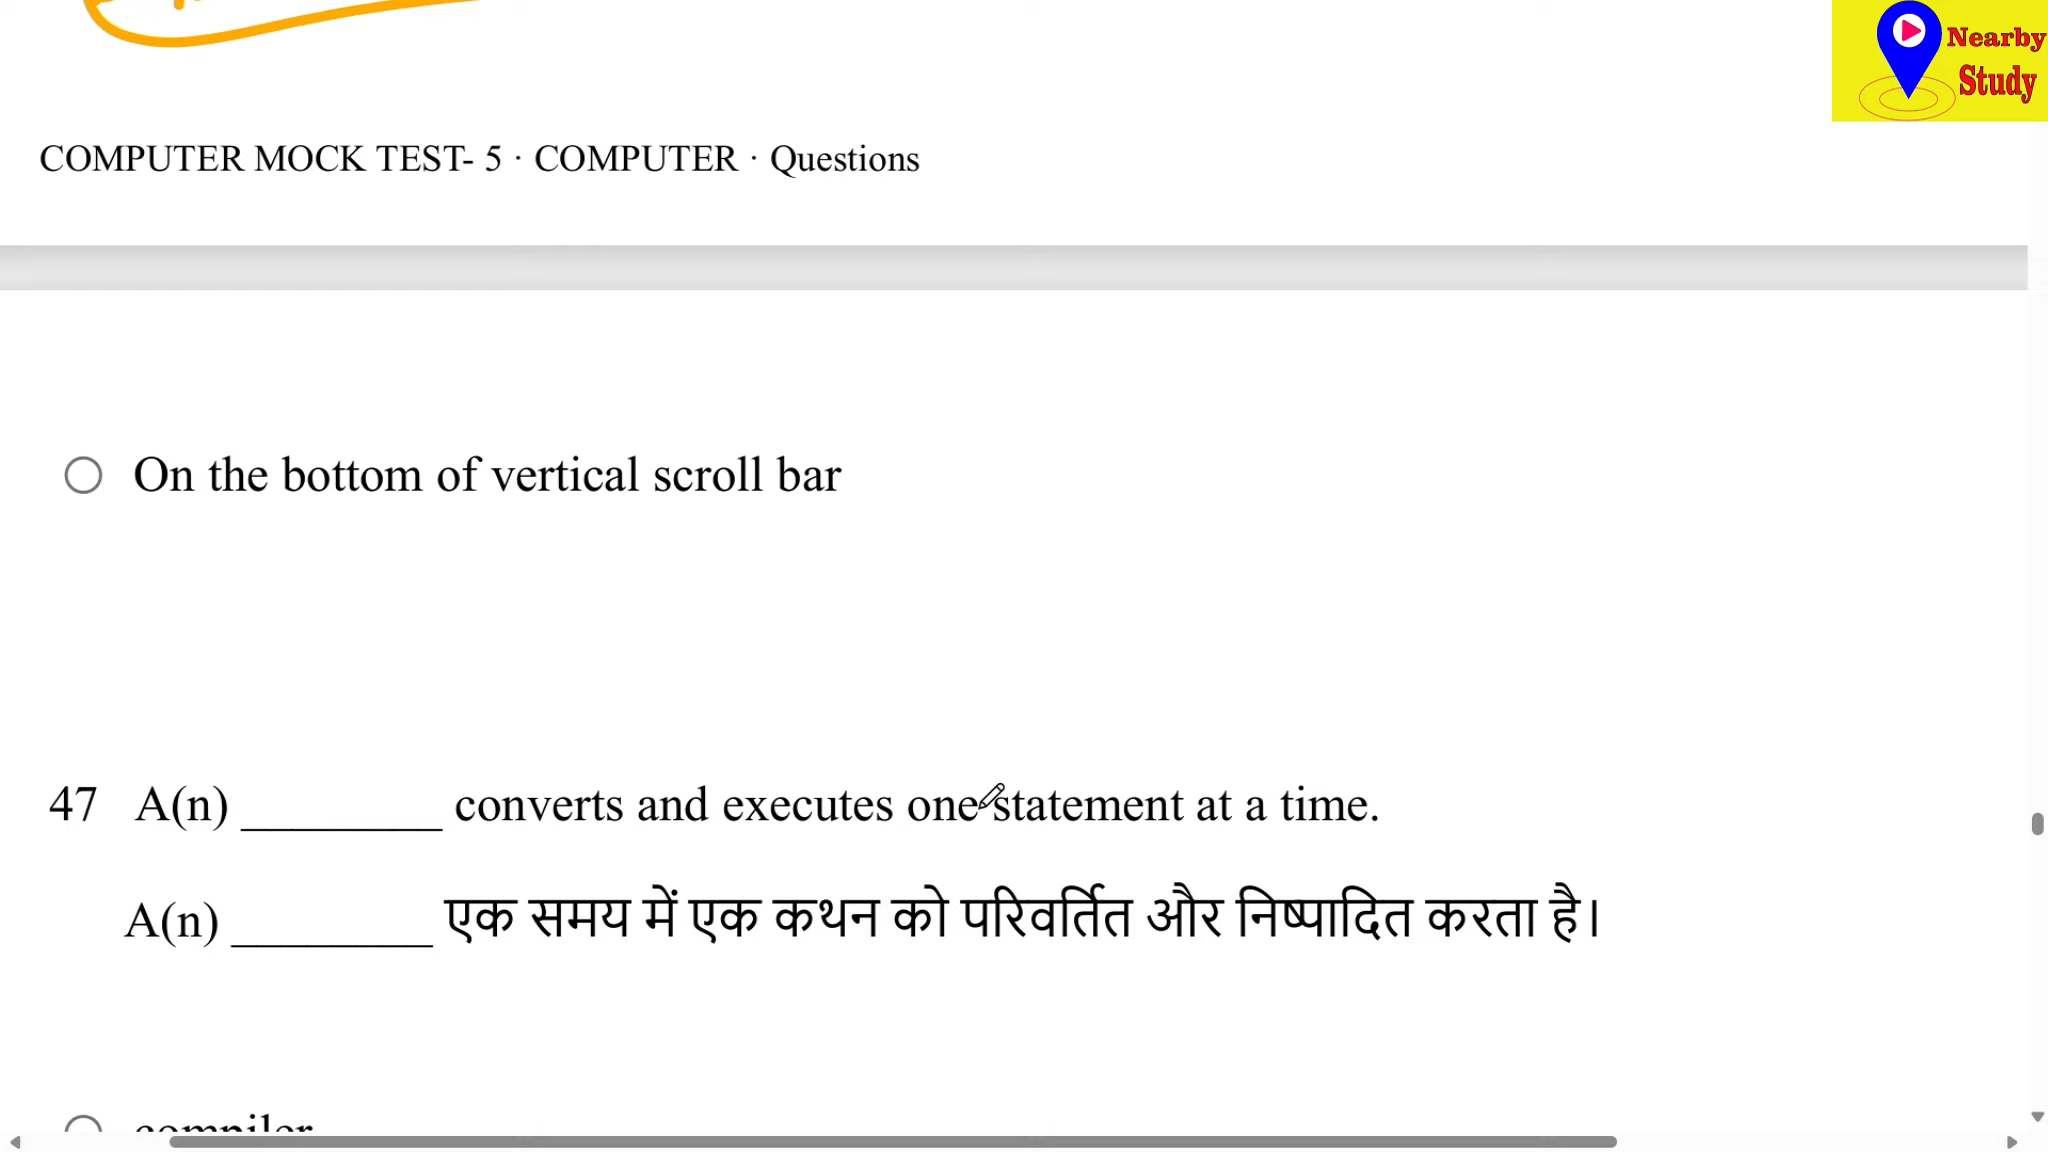 Nearby
Study
COMPUTER MOCK TEST- 5 · COMPUTER · Questions
On the bottom of vertical scroll bar
47 A(n) ________ converts and executes one statement at a time.
A(n) ________ एक समय में एक कथन को परिवर्तित और निष्पादित करता है।
compiler